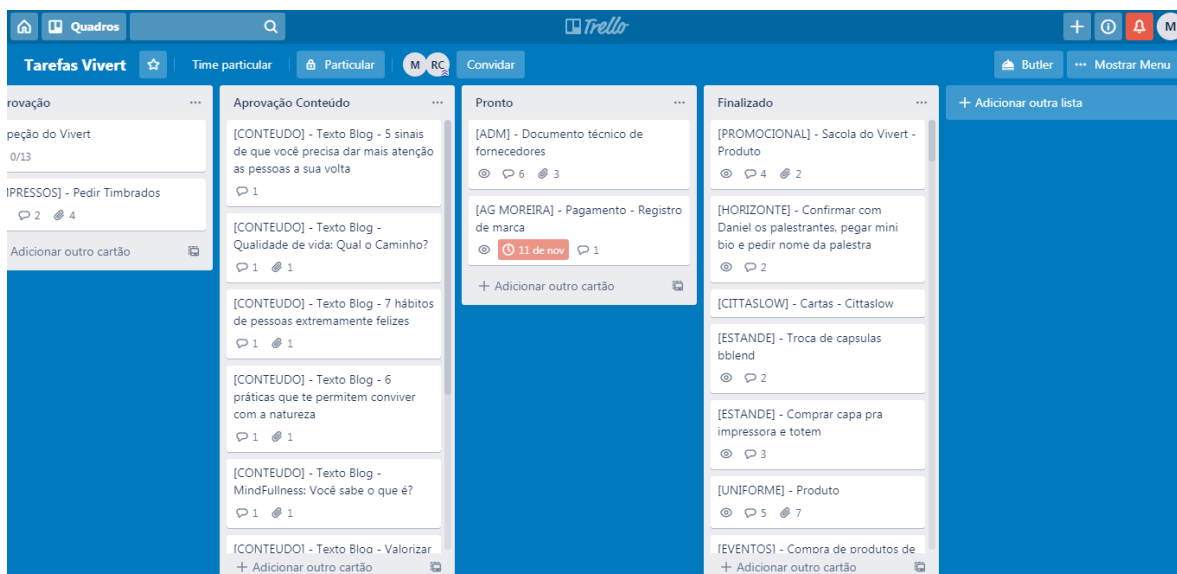 Quadros
Trello
M
Tarefas Vivert
Time particular
Particular
M RC
Convidar
Butler
Mostrar Menu
rovação
peção do Vivert
0/13
MPRESSOS] - Pedir Timbrados
2 4
Adicionar outro cartão
Aprovação Conteúdo
[CONTEUDO] - Texto Blog - 5 sinais
de que você precisa dar mais atenção
as pessoas a sua volta
1
[CONTEUDO] - Texto Blog -
Qualidade de vida: Qual o Caminho?
1 1
[CONTEUDO] - Texto Blog - 7 hábitos
de pessoas extremamente felizes
1 1
[CONTEUDO] - Texto Blog - 6
práticas que te permitem conviver
com a natureza
1 1
[CONTEUDO] - Texto Blog -
MindFullness: Você sabe o que é?
1 1
[CONTEUDO] - Texto Blog - Valorizar
+ Adicionar outro cartão
Pronto
[ADM] - Documento técnico de
fornecedores
6 3
[AG MOREIRA] - Pagamento - Registro
de marca
11 de nov 1
+ Adicionar outro cartão
Finalizado
[PROMOCIONAL] - Sacola do Vivert -
Produto
4 2
[HORIZONTE] - Confirmar com
Daniel os palestrantes, pegar mini
bio e pedir nome da palestra
2
[CITTASLOW] - Cartas - Cittaslow
[ESTANDE] - Troca de capsulas
bblend
2
[ESTANDE] - Comprar capa pra
impressora e totem
3
[UNIFORME] - Produto
5 7
[EVENTOS] - Compra de produtos de
+ Adicionar outro cartão
+ Adicionar outra lista